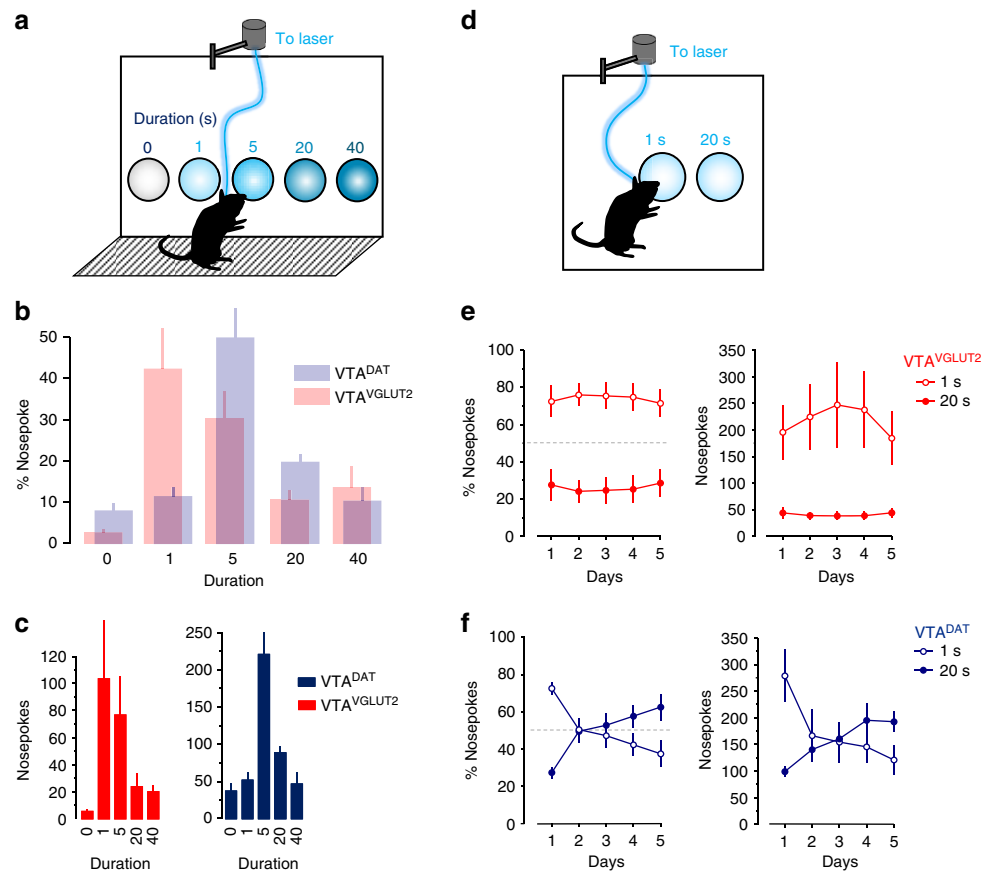 a
To laser
Duration (s)
0 1 5 20 40
d
To laser
1 s 20 s
b
50
40
30
20
10
0
% Nosepoke
0 1 5 20 40
Duration
VTA^DAT
VTA^VGLUT2
c
120
100
80
60
40
20
0
Nosepokes
0 1 5 20 40
Duration
250
200
150
100
50
0
0 1 5 20 40
Duration
VTA^DAT
VTA^VGLUT2
e
100
80
60
40
20
0
% Nosepokes
1 2 3 4 5
Days
350
300
250
200
150
100
50
0
Nosepokes
1 2 3 4 5
Days
VTA^VGLUT2
1 s
20 s
f
100
80
60
40
20
0
% Nosepokes
1 2 3 4 5
Days
350
300
250
200
150
100
50
0
Nosepokes
1 2 3 4 5
Days
VTA^DAT
1 s
20 s